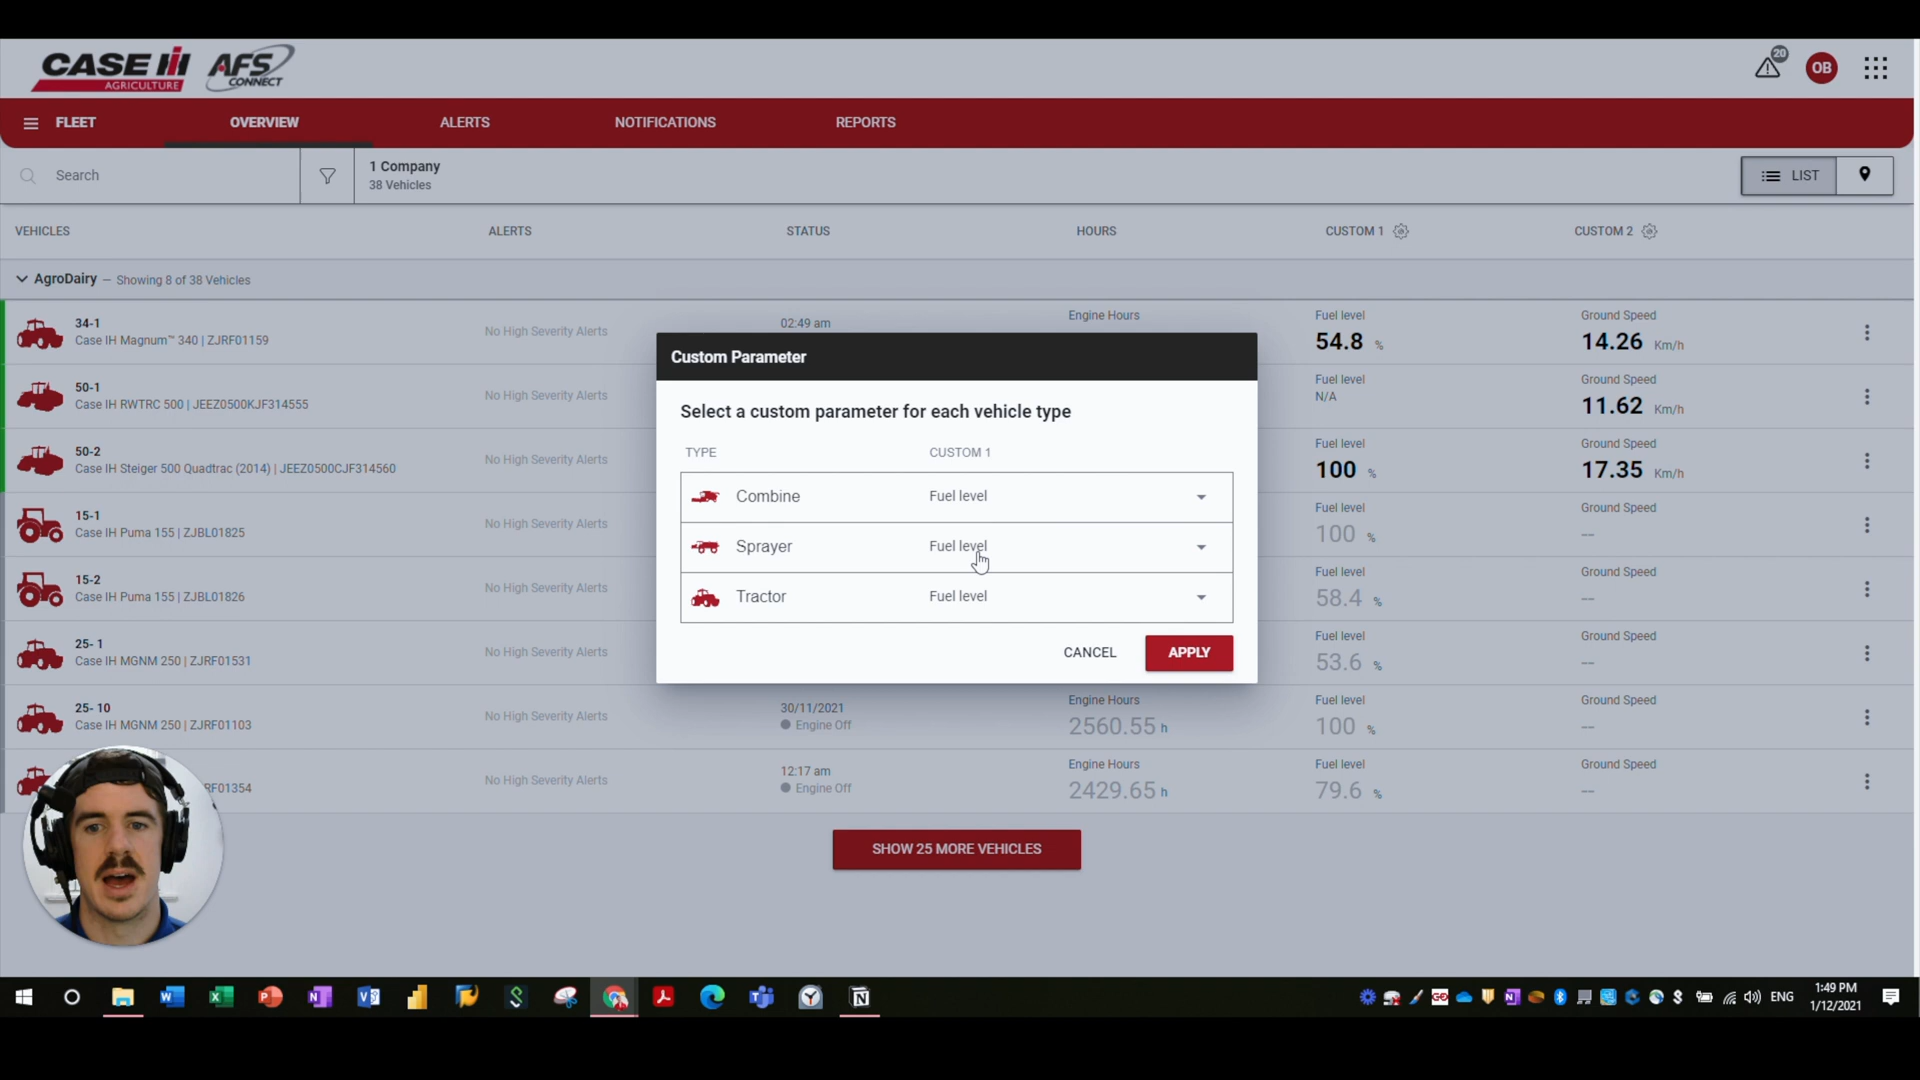 CASE IH
AGRICULTURE
AFS
CONNECT
20
OB
FLEET
OVERVIEW
ALERTS
NOTIFICATIONS
REPORTS
Search
1 Company
38 Vehicles
LIST
VEHICLES
ALERTS
STATUS
HOURS
CUSTOM 1
CUSTOM 2
AgroDairy – Showing 8 of 38 Vehicles
34-1
Case IH Magnum™ 340 | ZJRF01159
No High Severity Alerts
02:49 am
Engine Hours
Fuel level
54.8 %
Ground Speed
14.26 Km/h
50-1
Case IH RWTRC 500 | JEEZ0500KJF314555
No High Severity Alerts
Fuel level
N/A
Ground Speed
11.62 Km/h
50-2
Case IH Steiger 500 Quadtrac (2014) | JEEZ0500CJF314560
No High Severity Alerts
Fuel level
100 %
Ground Speed
17.35 Km/h
15-1
Case IH Puma 155 | ZJBL01825
No High Severity Alerts
Fuel level
100 %
Ground Speed
--
15-2
Case IH Puma 155 | ZJBL01826
No High Severity Alerts
Fuel level
58.4 %
Ground Speed
--
25- 1
Case IH MGNM 250 | ZJRF01531
No High Severity Alerts
Fuel level
53.6 %
Ground Speed
--
25- 10
Case IH MGNM 250 | ZJRF01103
No High Severity Alerts
30/11/2021
Engine Off
Engine Hours
2560.55 h
Fuel level
100 %
Ground Speed
--
RF01354
No High Severity Alerts
12:17 am
Engine Off
Engine Hours
2429.65 h
Fuel level
79.6 %
Ground Speed
--
Custom Parameter
Select a custom parameter for each vehicle type
TYPE
CUSTOM 1
Combine
Fuel level
Sprayer
Fuel level
Tractor
Fuel level
CANCEL
APPLY
SHOW 25 MORE VEHICLES
ENG
1:49 PM
1/12/2021